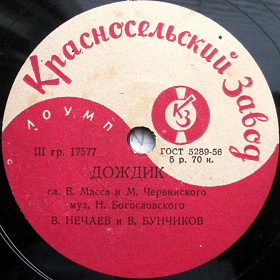 Красносельский Завод
ЛОУМП
КЗ
III гр. 17577
ГОСТ 5289-56
5 р. 70 к.
ДОЖДИК
сл. В. Масса и М. Червинского
муз. Н. Богословского
В. НЕЧАЕВ и В. БУНЧИКОВ